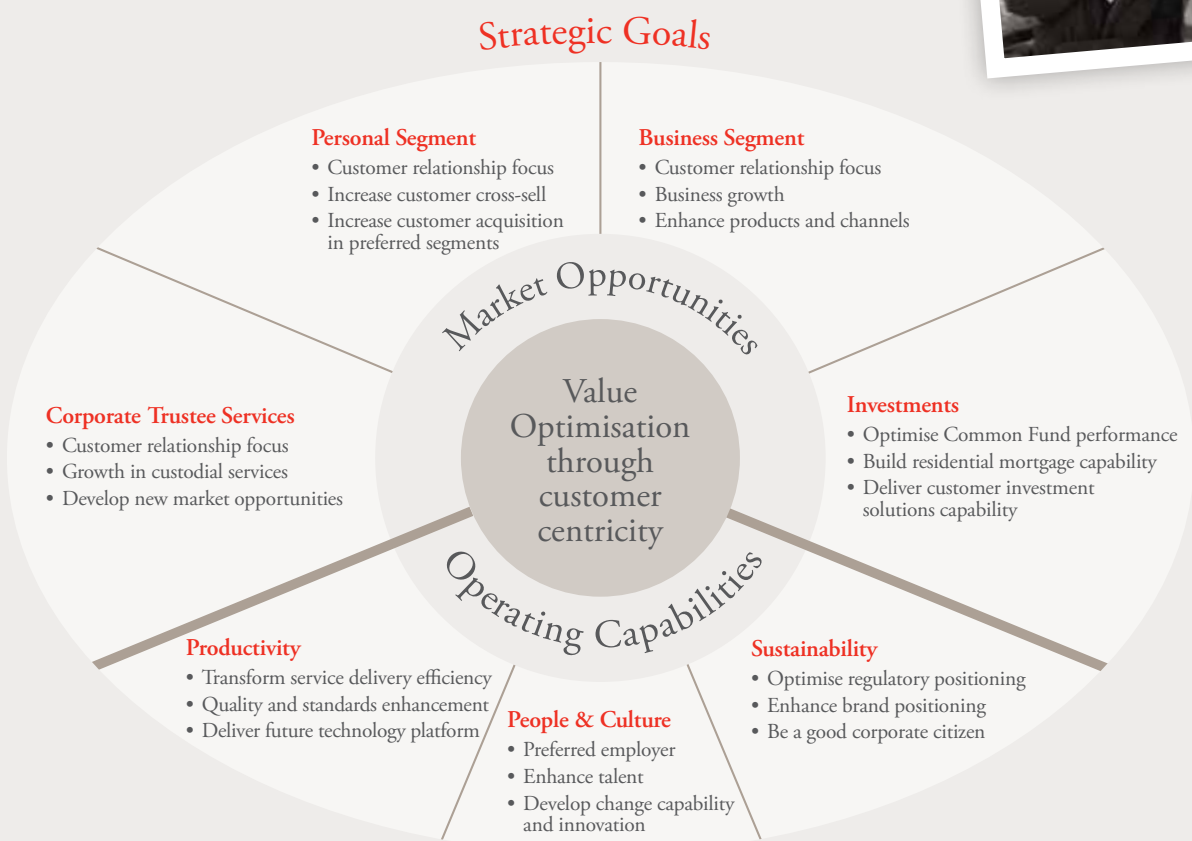 Strategic Goals
Personal Segment
• Customer relationship focus
• Increase customer cross-sell
• Increase customer acquisition
in preferred segments
Business Segment
• Customer relationship focus
• Business growth
• Enhance products and channels
Market Opportunities
Value
Optimisation
through
customer
centricity
Corporate Trustee Services
• Customer relationship focus
• Growth in custodial services
• Develop new market opportunities
Investments
• Optimise Common Fund performance
• Build residential mortgage capability
• Deliver customer investment
solutions capability
Operating Capabilities
Productivity
• Transform service delivery efficiency
• Quality and standards enhancement
• Deliver future technology platform
People & Culture
• Preferred employer
• Enhance talent
• Develop change capability
and innovation
Sustainability
• Optimise regulatory positioning
• Enhance brand positioning
• Be a good corporate citizen